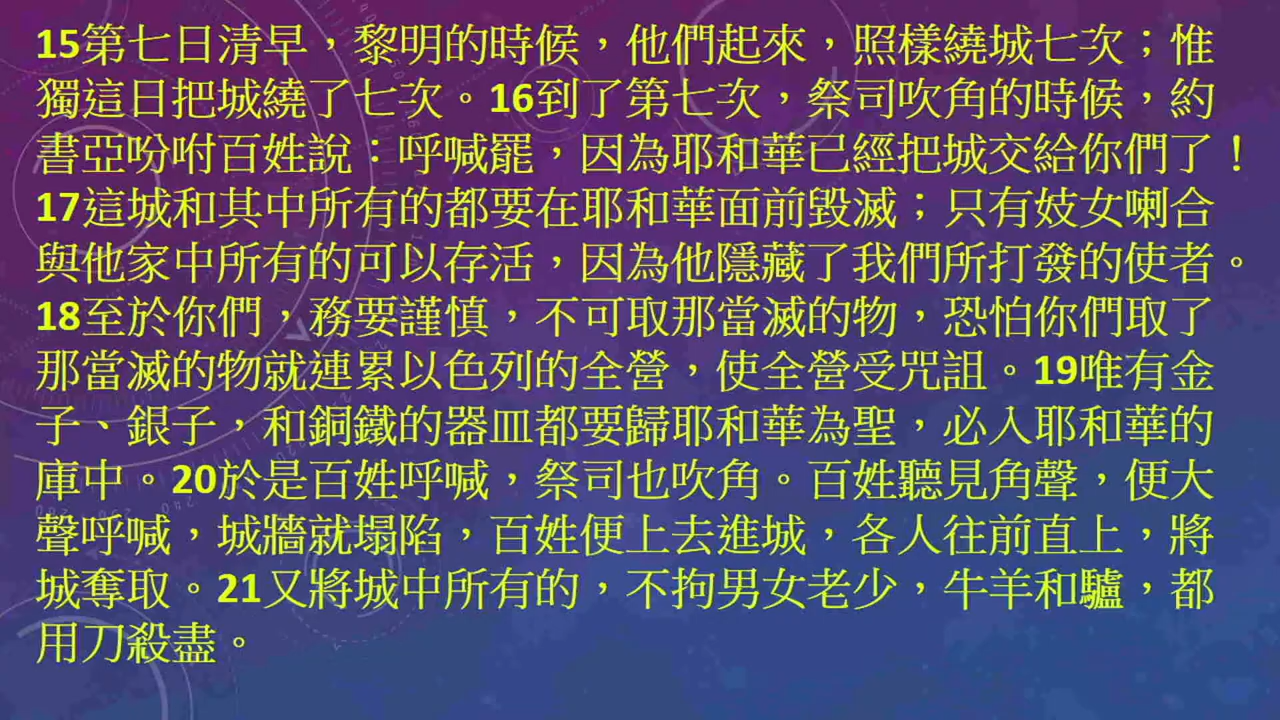 15第七日清早，黎明的時候，他們起來，照樣繞城七次；惟
獨這日把城繞了七次。16到了第七次，祭司吹角的時候，約
書亞吩咐百姓說：呼喊罷，因為耶和華已經把城交給你們了！
17這城和其中所有的都要在耶和華面前毀滅；只有妓女喇合
與他家中所有的可以存活，因為他隱藏了我們所打發的使者。
18至於你們，務要謹慎，不可取那當滅的物，恐怕你們取了
那當滅的物就連累以色列的全營，使全營受咒詛。19唯有金
子、銀子，和銅鐵的器皿都要歸耶和華為聖，必入耶和華的
庫中。20於是百姓呼喊，祭司也吹角。百姓聽見角聲，便大
聲呼喊，城牆就塌陷，百姓便上去進城，各人往前直上，將
城奪取。21又將城中所有的，不拘男女老少，牛羊和驢，都
用刀殺盡。